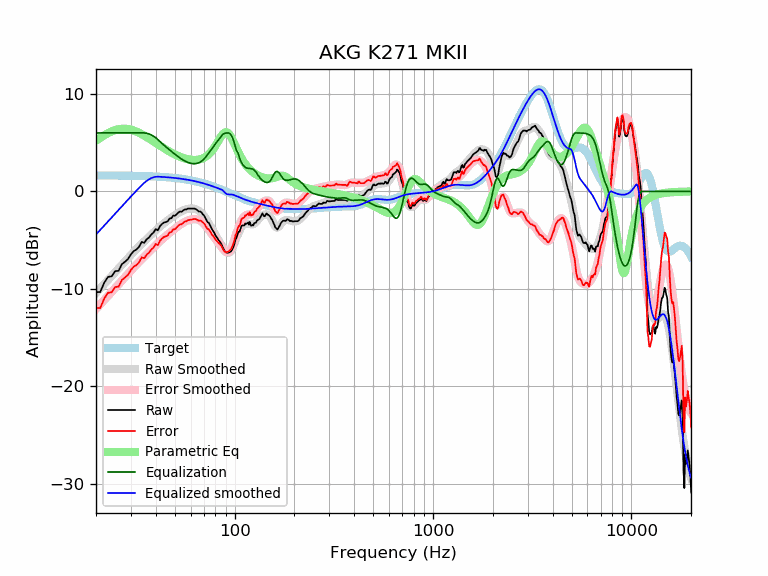 AKG K271 MKII
Amplitude (dBr)
10
0
−10
−20
−30
Target
Raw Smoothed
Error Smoothed
Raw
Error
Parametric Eq
Equalization
Equalized smoothed
100
1000
10000
Frequency (Hz)